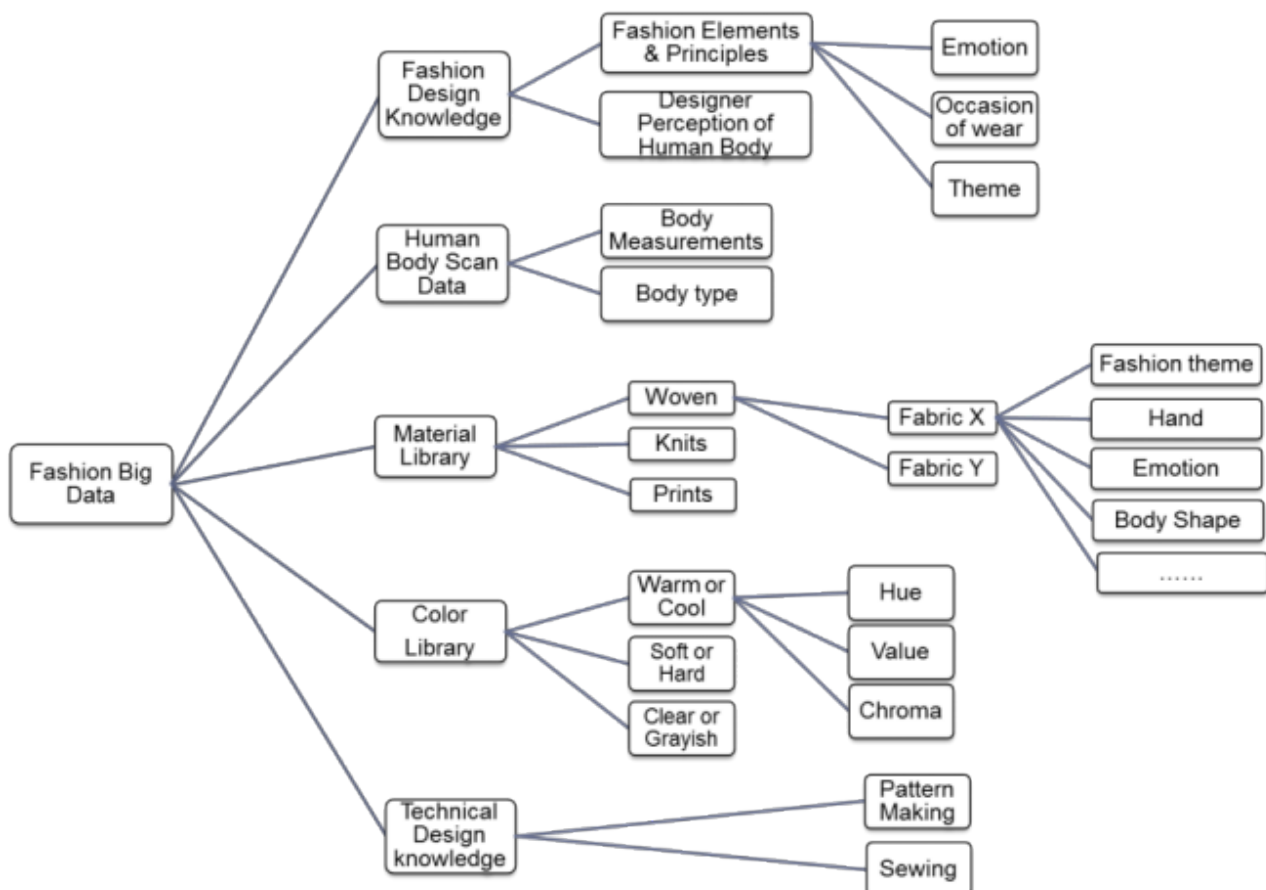 Fashion Big
Data
Fashion
Design
Knowledge
Fashion Elements
& Principles
Emotion
Occasion
of wear
Theme
Designer
Perception of
Human Body
Human
Body Scan
Data
Body
Measurements
Body type
Material
Library
Woven
Fabric X
Fashion theme
Hand
Emotion
Body Shape
......
Fabric Y
Knits
Prints
Color
Library
Warm or
Cool
Hue
Value
Chroma
Soft or
Hard
Clear or
Grayish
Technical
Design
knowledge
Pattern
Making
Sewing